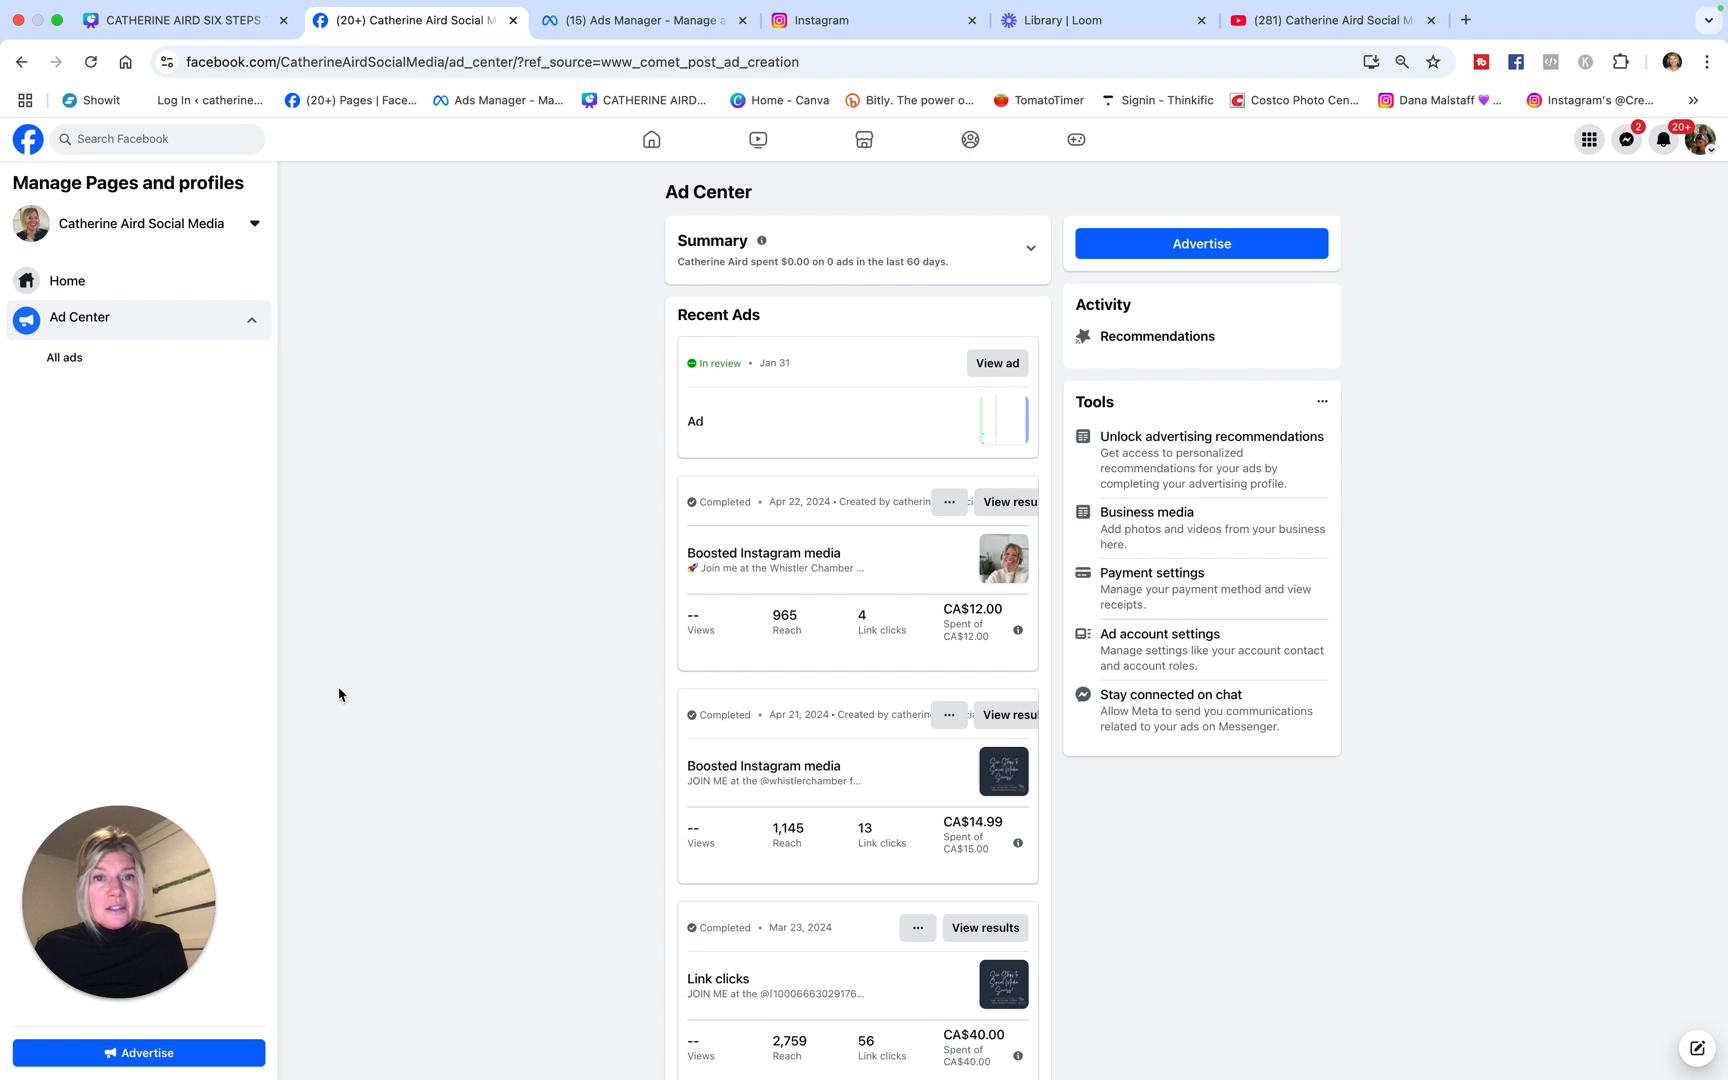 CATHERINE AIRD SIX STEPS
(20+) Catherine Aird Social M
(15) Ads Manager - Manage a
Instagram
Library | Loom
(281) Catherine Aird Social M
facebook.com/CatherineAirdSocialMedia/ad_center/?ref_source=www_comet_post_ad_creation
Showit
Log In ‹ catherine...
(20+) Pages | Face...
Ads Manager - Ma...
CATHERINE AIRD...
Home - Canva
Bitly. The power o...
TomatoTimer
Signin - Thinkific
Costco Photo Cen...
Dana Malstaff 💜 ...
Instagram's @Cre...
Search Facebook
2
20+
Manage Pages and profiles
Catherine Aird Social Media
Home
Ad Center
All ads
Advertise
Ad Center
Summary
Catherine Aird spent $0.00 on 0 ads in the last 60 days.
Recent Ads
In review • Jan 31
View ad
Ad
Completed • Apr 22, 2024 • Created by catherin
View resu
Boosted Instagram media
🚀 Join me at the Whistler Chamber ...
-- 965 4 CA$12.00
Views Reach Link clicks Spent of
CA$12.00
Completed • Apr 21, 2024 • Created by catherin
View resu
Boosted Instagram media
JOIN ME at the @whistlerchamber f...
-- 1,145 13 CA$14.99
Views Reach Link clicks Spent of
CA$15.00
Completed • Mar 23, 2024
View results
Link clicks
JOIN ME at the @[10006663029176...
-- 2,759 56 CA$40.00
Views Reach Link clicks Spent of
CA$40.00
Advertise
Activity
Recommendations
Tools
Unlock advertising recommendations
Get access to personalized
recommendations for your ads by
completing your advertising profile.
Business media
Add photos and videos from your business
here.
Payment settings
Manage your payment method and view
receipts.
Ad account settings
Manage settings like your account contact
and account roles.
Stay connected on chat
Allow Meta to send you communications
related to your ads on Messenger.